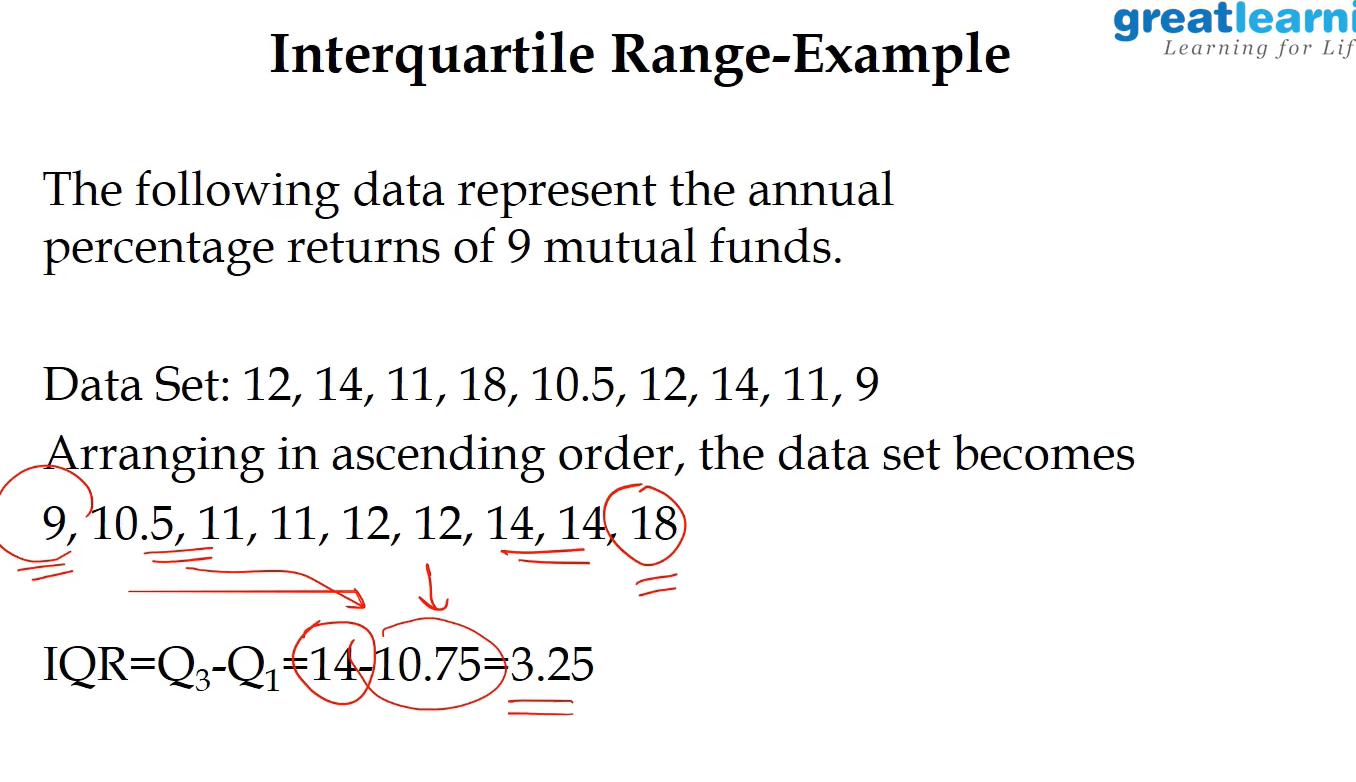 greatlearni
Learning for Lif
Interquartile Range-Example
The following data represent the annual
percentage returns of 9 mutual funds.
Data Set: 12, 14, 11, 18, 10.5, 12, 14, 11, 9
Arranging in ascending order, the data set becomes
9, 10.5, 11, 11, 12, 12, 14, 14, 18
IQR=Q₃-Q₁=14-10.75=3.25